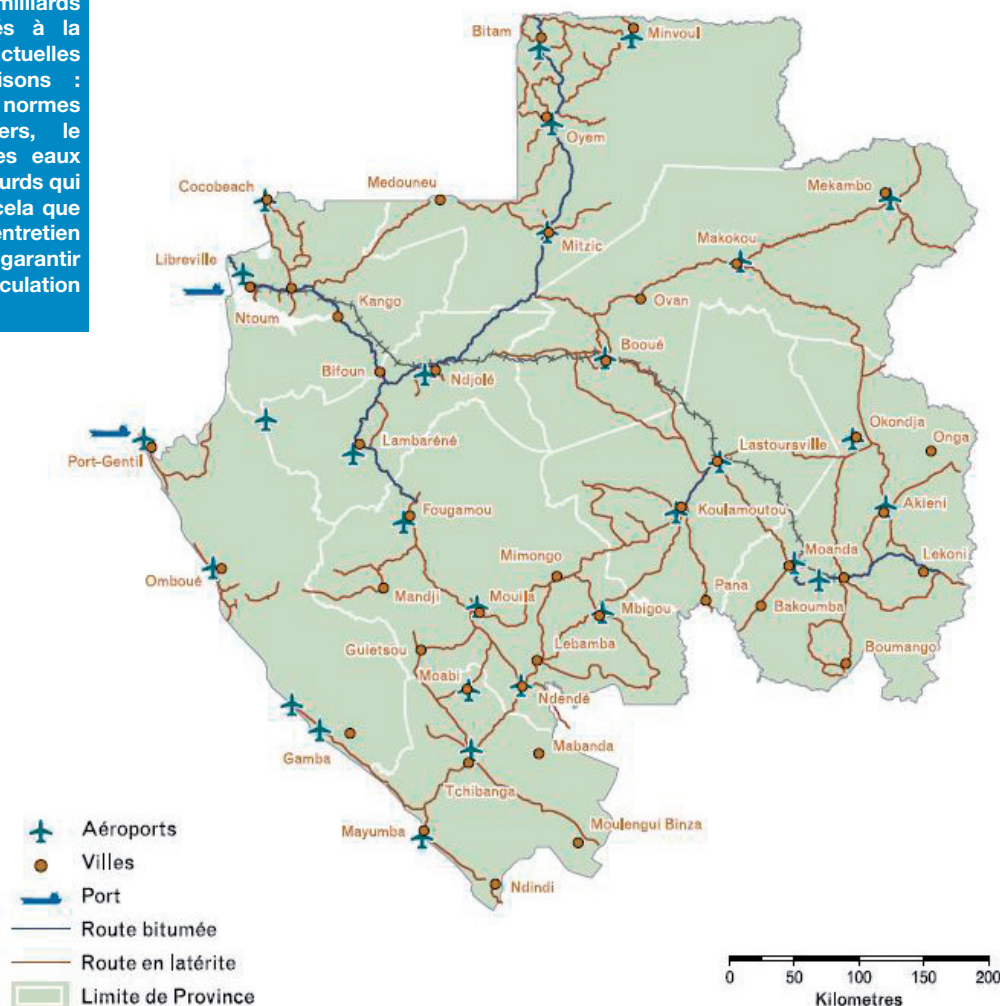 milliards
és à la
actuelles
isons :
normes
ers, le
es eaux
urds qui
cela que
entretien
garantir
culation
Bitam
Minvoul
Oyem
Cocobeach
Medouneu
Mekambo
Mitzic
Makokou
Libreville
Ntoum
Kango
Ovan
Bifoun
Ndjolé
Booué
Port-Gentil
Lambaréné
Lastoursville
Okondja
Onga
Fougamou
Koulamoutou
Akieni
Omboué
Mandji
Mimongo
Mouila
Moanda
Lekoni
Mbigou
Pana
Bakoumba
Guietsou
Lebamba
Boumango
Moabi
Ndendé
Gamba
Mabanda
Tchibanga
Mayumba
Moulengui Binza
Ndindi
Aéroports
Villes
Port
Route bitumée
Route en latérite
Limite de Province
0 50 100 150 200
Kilometres